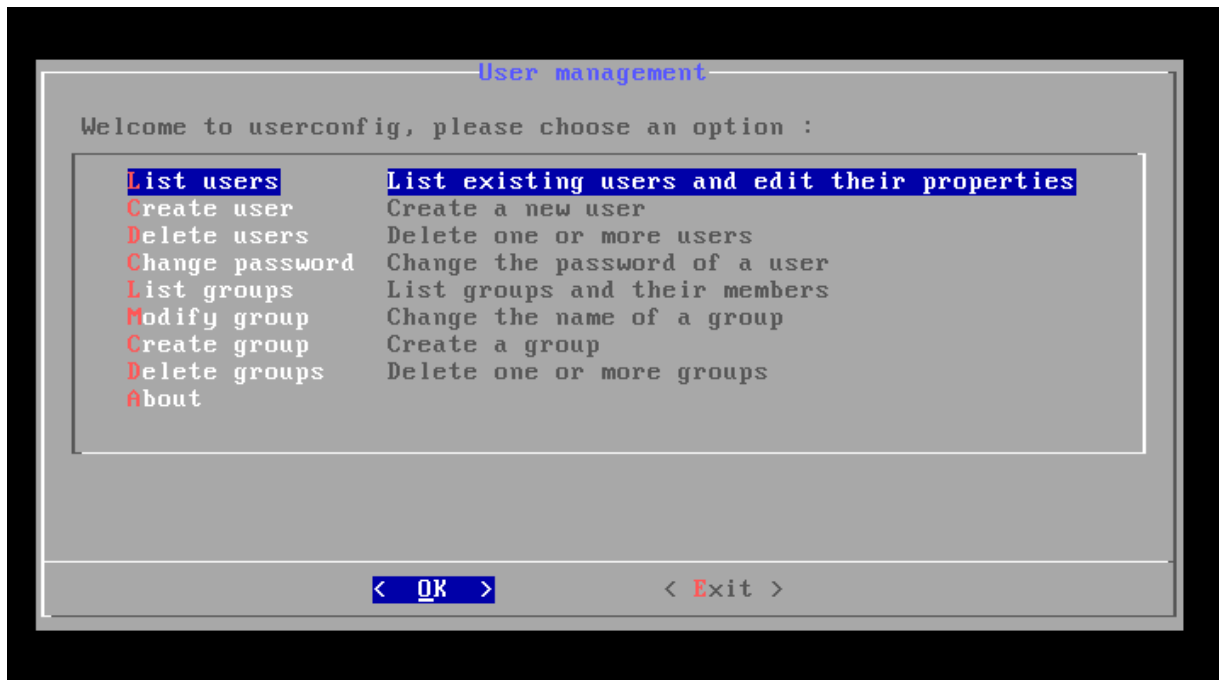 User management
Welcome to userconfig, please choose an option :
List users List existing users and edit their properties
Create user Create a new user
Delete users Delete one or more users
Change password Change the password of a user
List groups List groups and their members
Modify group Change the name of a group
Create group Create a group
Delete groups Delete one or more groups
About
< OK > < Exit >